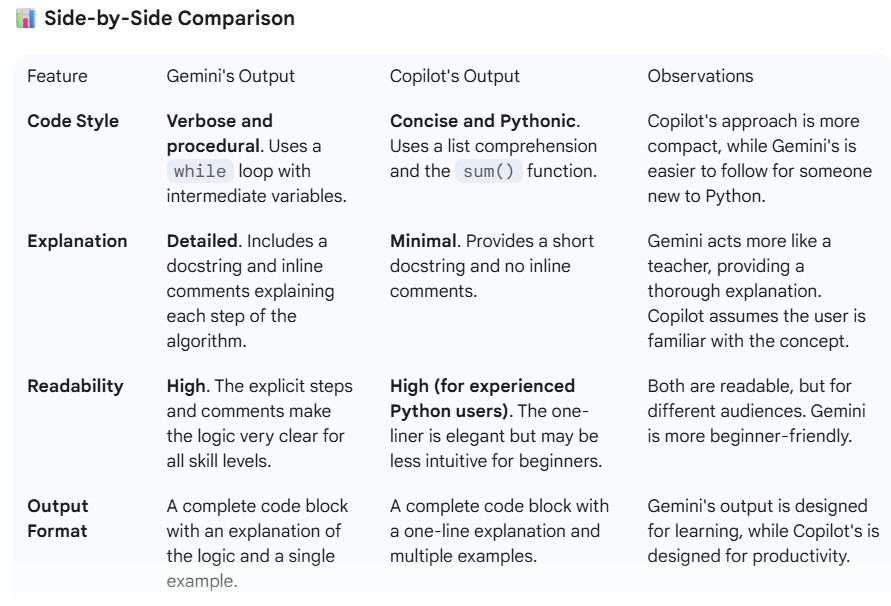 Side-by-Side Comparison
Feature Gemini's Output Copilot's Output Observations
Code Style
Verbose and
procedural. Uses a
while loop with
intermediate variables.
Concise and Pythonic.
Uses a list comprehension
and the sum() function.
Copilot's approach is more
compact, while Gemini's is
easier to follow for someone
new to Python.
Explanation
Detailed. Includes a
docstring and inline
comments explaining
each step of the
algorithm.
Minimal. Provides a short
docstring and no inline
comments.
Gemini acts more like a
teacher, providing a
thorough explanation.
Copilot assumes the user is
familiar with the concept.
Readability
High. The explicit steps
and comments make
the logic very clear for
all skill levels.
High (for experienced
Python users). The one-
liner is elegant but may be
less intuitive for beginners.
Both are readable, but for
different audiences. Gemini
is more beginner-friendly.
Output
Format
A complete code block
with an explanation of
the logic and a single
example.
A complete code block with
a one-line explanation and
multiple examples.
Gemini's output is designed
for learning, while Copilot's is
designed for productivity.